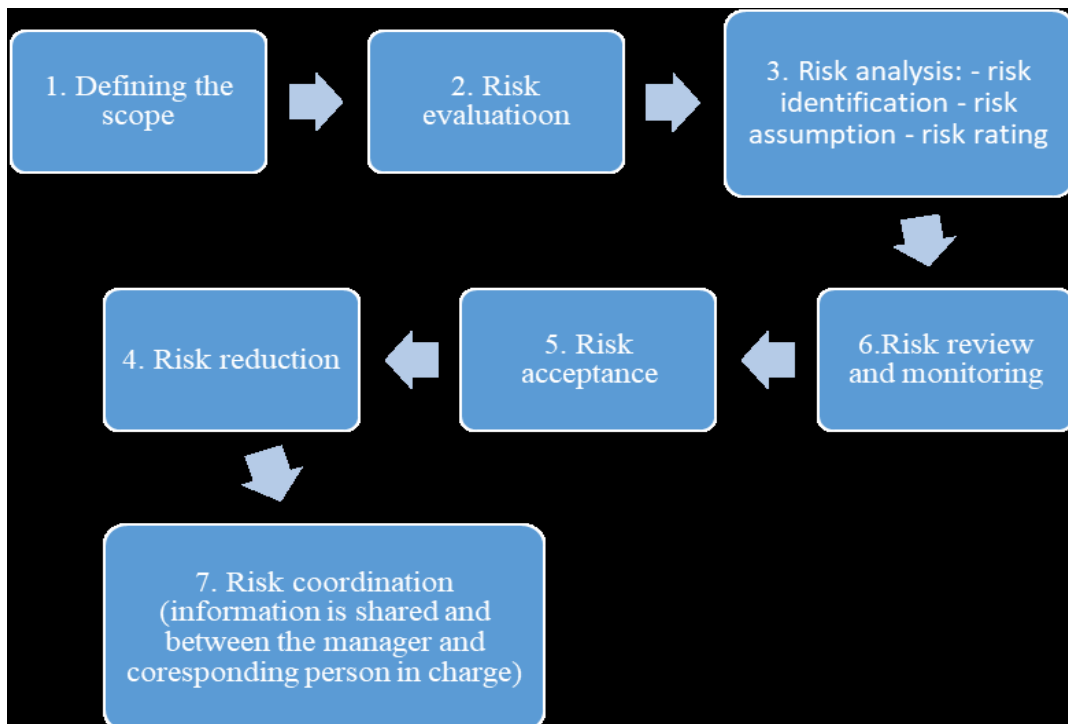 1. Defining the
scope
2. Risk
evaluatioon
3. Risk analysis: - risk
identification - risk
assumption - risk rating
4. Risk reduction
5. Risk
acceptance
6.Risk review
and monitoring
7. Risk coordination
(information is shared and
between the manager and
coresponding person in charge)